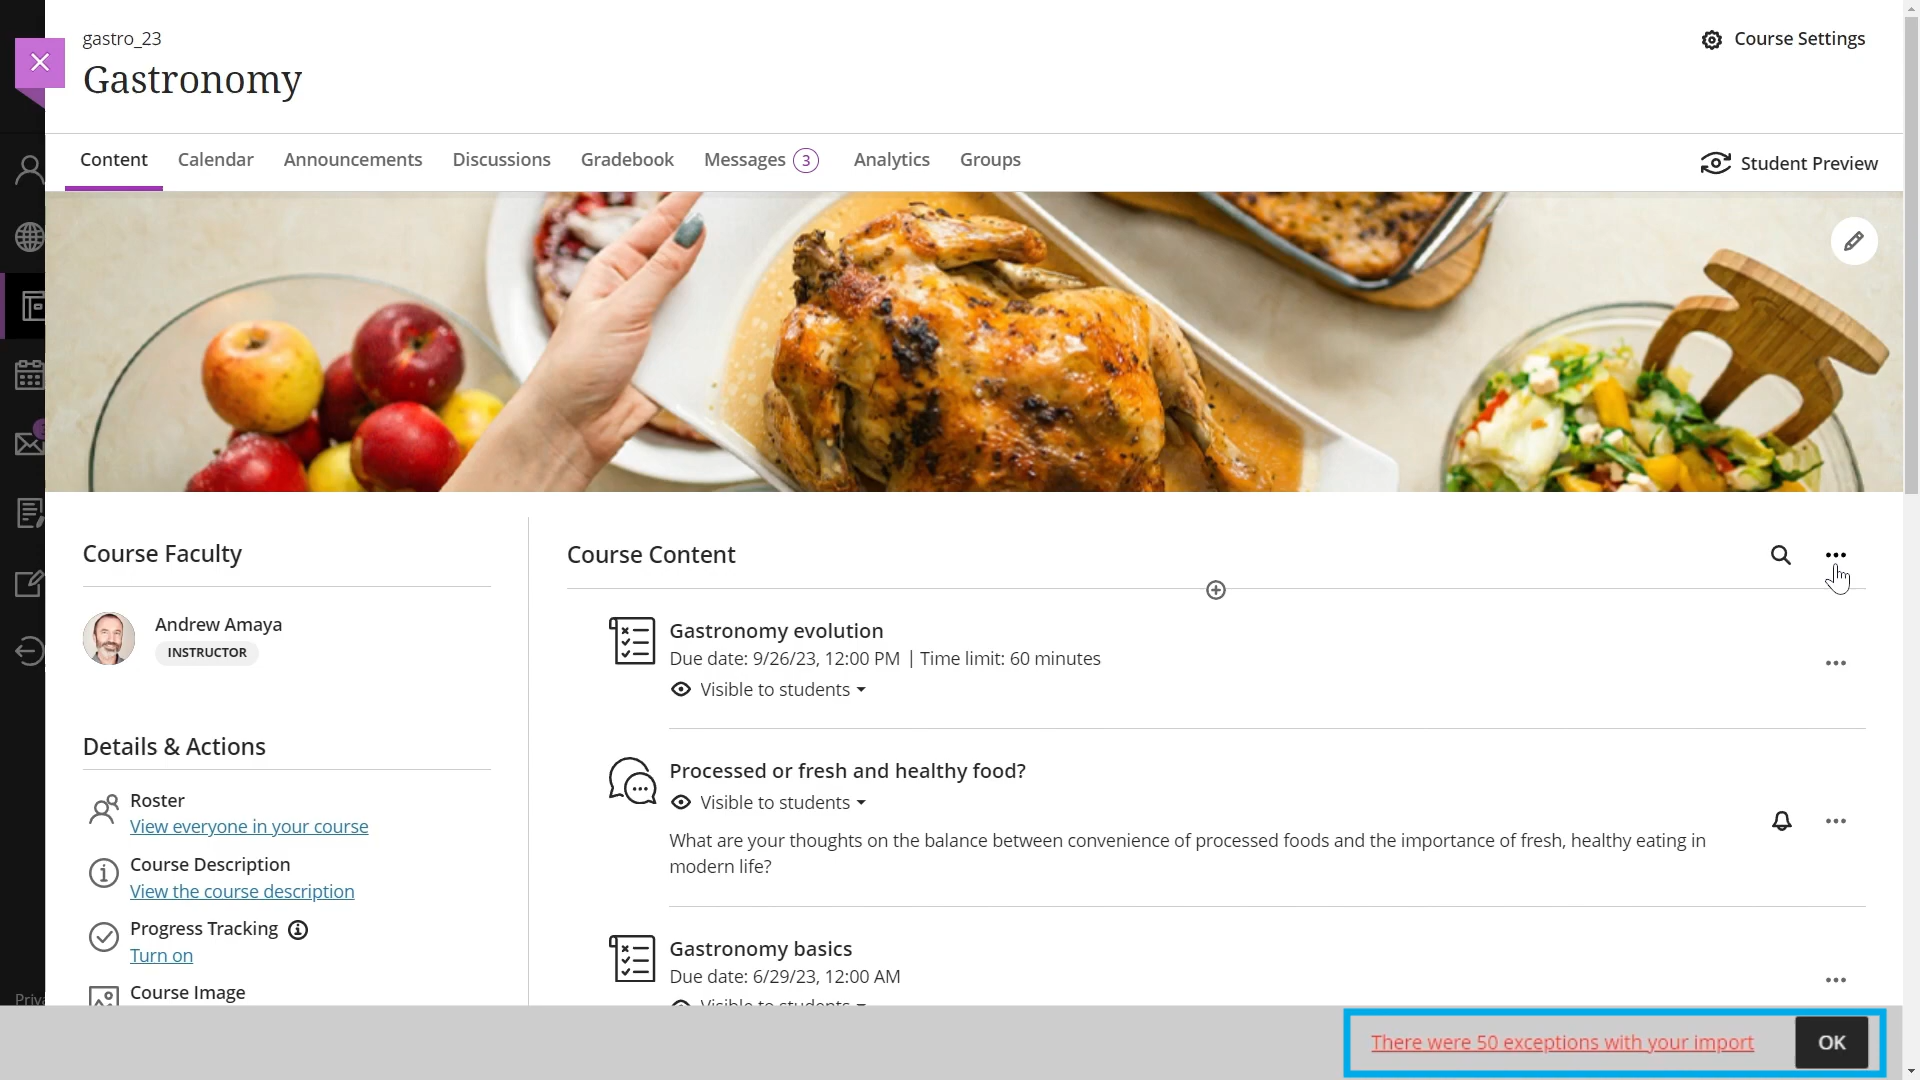 gastro_23
Gastronomy
Course Settings
Content
Calendar
Announcements
Discussions
Gradebook
Messages 3
Analytics
Groups
Student Preview
Course Faculty
Andrew Amaya
INSTRUCTOR
Details & Actions
Roster
View everyone in your course
Course Description
View the course description
Progress Tracking
Turn on
Course Image
Course Content
Gastronomy evolution
Due date: 9/26/23, 12:00 PM | Time limit: 60 minutes
Visible to students
Processed or fresh and healthy food?
Visible to students
What are your thoughts on the balance between convenience of processed foods and the importance of fresh, healthy eating in
modern life?
Gastronomy basics
Due date: 6/29/23, 12:00 AM
Visible to students
Priva
There were 50 exceptions with your import
OK